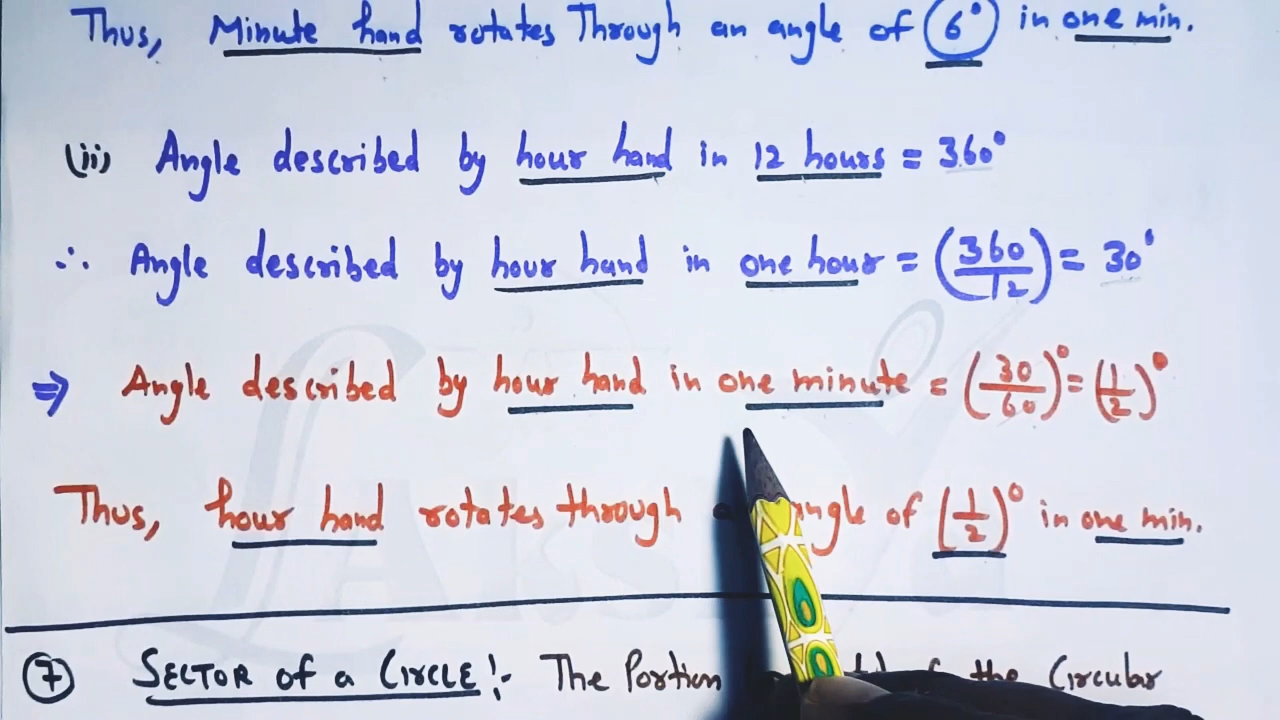 Thus, Minute hand rotates Through an angle of 6° in one min.
(ii) Angle described by hour hand in 12 hours = 360°
∴ Angle described by hour hand in one hour = (360/12) = 30°
⇒ Angle described by hour hand in one minute = (30/60)° = (1/2)°
Thus, hour hand rotates through angle of (1/2)° in one min.
⑦ SECTOR of a CIRCLE!- The Portion of the Circular